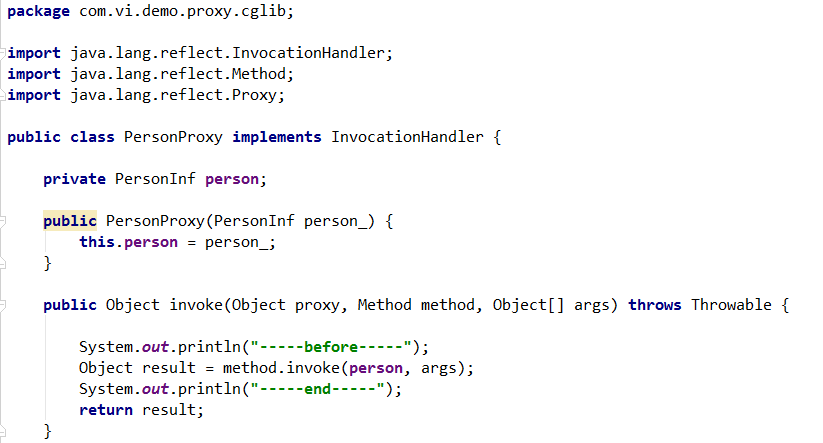 package com.vi.demo.proxy.cglib;
import java.lang.reflect.InvocationHandler;
import java.lang.reflect.Method;
import java.lang.reflect.Proxy;
public class PersonProxy implements InvocationHandler {
private PersonInf person;
public PersonProxy(PersonInf person_) {
this.person = person_;
}
public Object invoke(Object proxy, Method method, Object[] args) throws Throwable {
System.out.println("-----before-----");
Object result = method.invoke(person, args);
System.out.println("-----end-----");
return result;
}